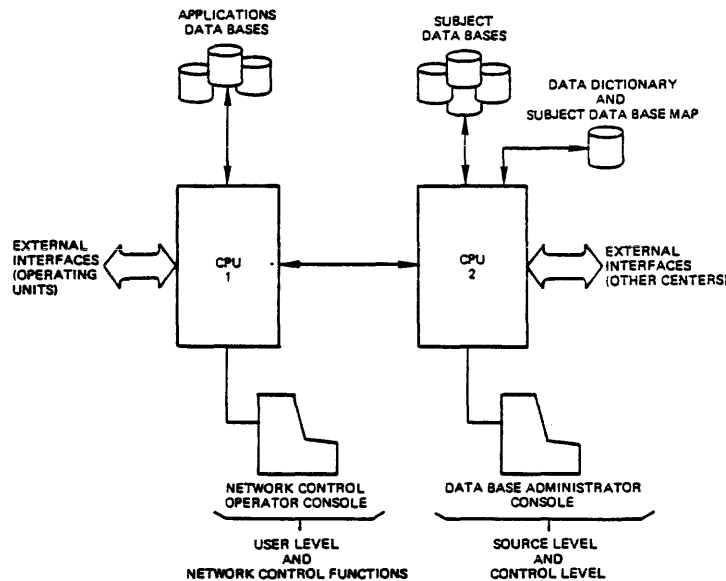 APPLICATIONS
DATA BASES
SUBJECT
DATA BASES
DATA DICTIONARY
AND
SUBJECT DATA BASE MAP
EXTERNAL
INTERFACES
(OPERATING
UNITS)
CPU
1
CPU
2
EXTERNAL
INTERFACES
(OTHER CENTERS)
NETWORK CONTROL
OPERATOR CONSOLE
DATA BASE ADMINISTRATOR
CONSOLE
USER LEVEL
AND
NETWORK CONTROL FUNCTIONS
SOURCE LEVEL
AND
CONTROL LEVEL